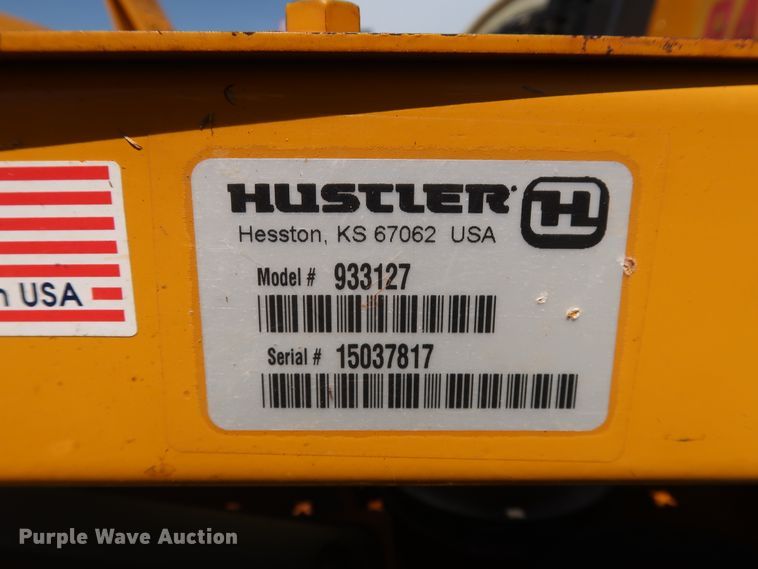 HUSTLER
H
Hesston, KS 67062 USA
Model # 933127
USA
Serial # 15037817
Purple Wave Auction